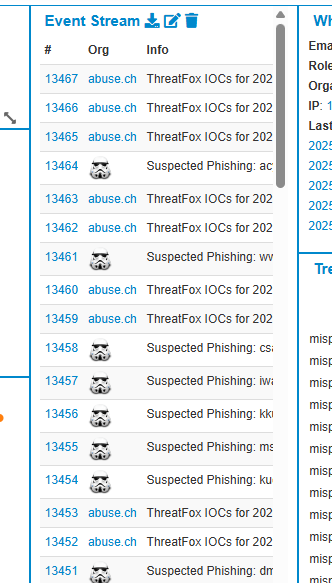 Event Stream
# Org Info
13467 abuse.ch ThreatFox IOCs for 202
13466 abuse.ch ThreatFox IOCs for 202
13465 abuse.ch ThreatFox IOCs for 202
13464 Suspected Phishing: ac
13463 abuse.ch ThreatFox IOCs for 202
13462 abuse.ch ThreatFox IOCs for 202
13461 Suspected Phishing: wv
13460 abuse.ch ThreatFox IOCs for 202
13459 abuse.ch ThreatFox IOCs for 202
13458 Suspected Phishing: csa
13457 Suspected Phishing: iwa
13456 Suspected Phishing: kku
13455 Suspected Phishing: ms
13454 Suspected Phishing: ku
13453 abuse.ch ThreatFox IOCs for 202
13452 abuse.ch ThreatFox IOCs for 202
13451 Suspected Phishing: dm
Wh
Ema
Role
Orga
IP: 1
Last
2025
2025
2025
2025
2025
Tre
misp
misp
misp
misp
misp
misp
misp
misp
misp
misp
misp